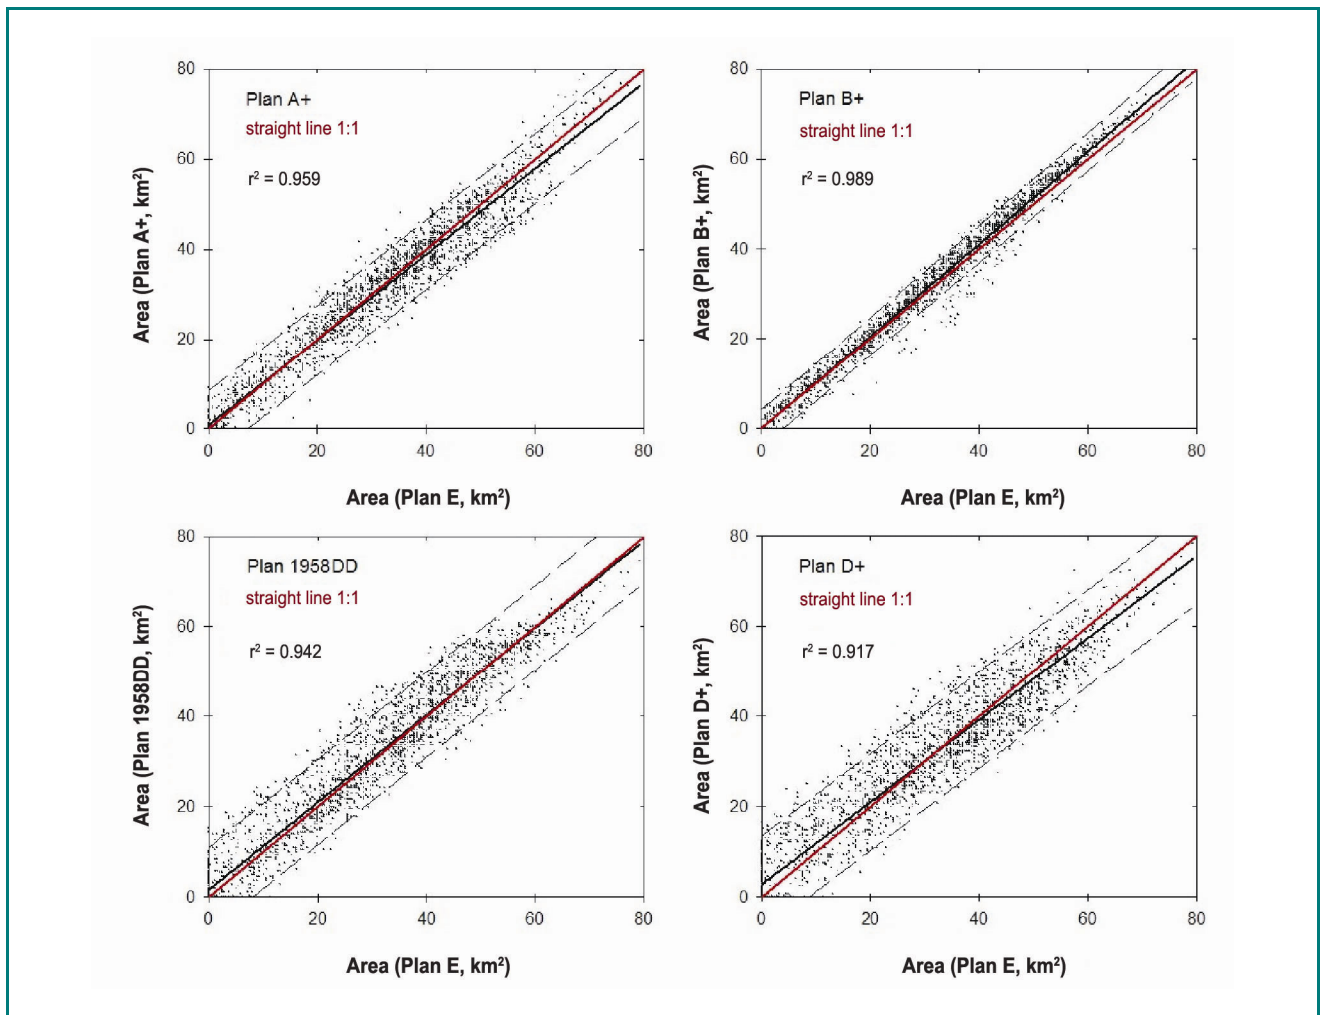 80
60
40
20
0
Area (Plan A+, km²)
Plan A+
straight line 1:1
r² = 0.959
0 20 40 60 80
Area (Plan E, km²)
80
60
40
20
0
Area (Plan B+, km²)
Plan B+
straight line 1:1
r² = 0.989
0 20 40 60 80
Area (Plan E, km²)
80
60
40
20
0
Area (Plan 1958DD, km²)
Plan 1958DD
straight line 1:1
r² = 0.942
0 20 40 60 80
Area (Plan E, km²)
80
60
40
20
0
Area (Plan D+, km²)
Plan D+
straight line 1:1
r² = 0.917
0 20 40 60 80
Area (Plan E, km²)